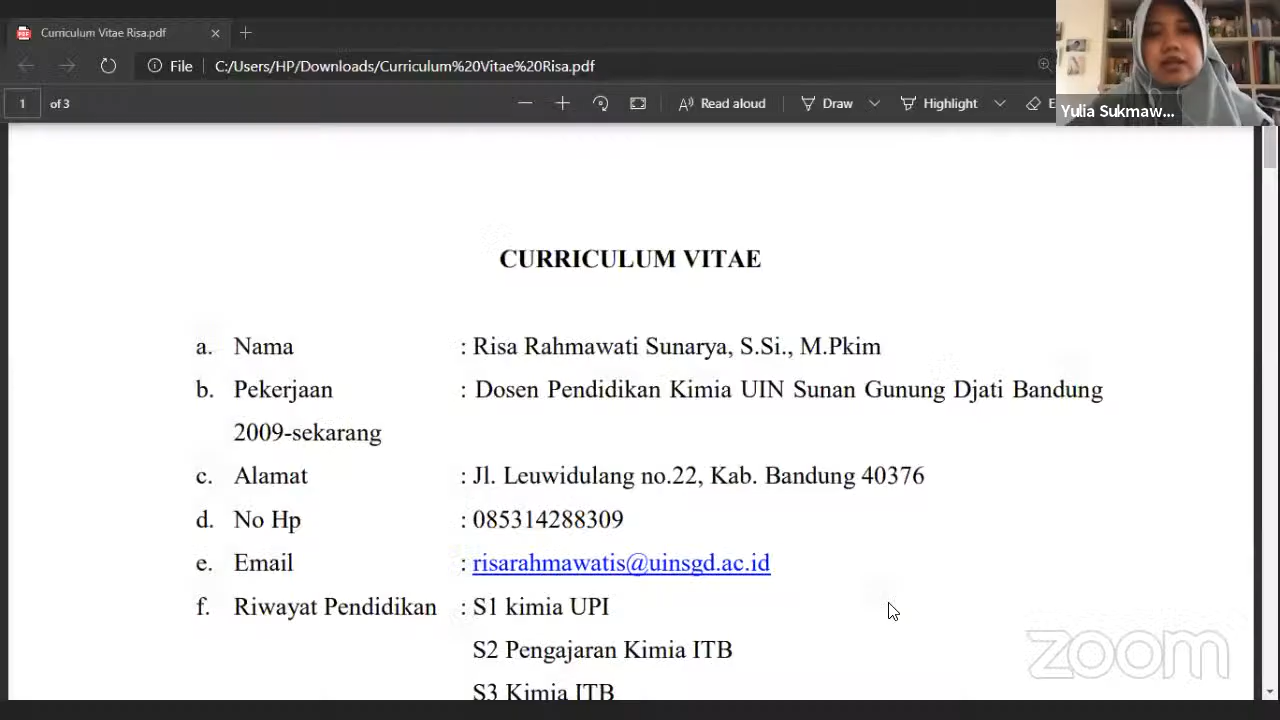 Curriculum Vitae Risa.pdf
File C:/Users/HP/Downloads/Curriculum%20Vitae%20Risa.pdf
1 of 3 Read aloud Draw Highlight
Yulia Sukmaw...
CURRICULUM VITAE
a. Nama : Risa Rahmawati Sunarya, S.Si., M.Pkim
b. Pekerjaan : Dosen Pendidikan Kimia UIN Sunan Gunung Djati Bandung
2009-sekarang
c. Alamat : Jl. Leuwidulang no.22, Kab. Bandung 40376
d. No Hp : 085314288309
e. Email : risarahmawatis@uinsgd.ac.id
f. Riwayat Pendidikan : S1 kimia UPI
S2 Pengajaran Kimia ITB
S3 Kimia ITB
zoom